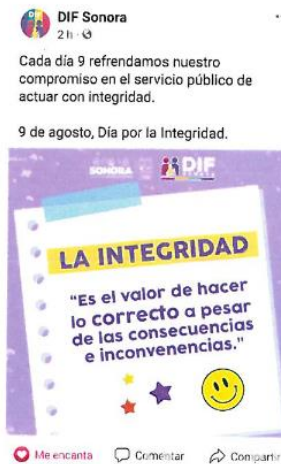 DIF Sonora
2 h
Cada día 9 refrendamos nuestro
compromiso en el servicio público de
actuar con integridad.
9 de agosto, Día por la Integridad.
SONORA DIF
LA INTEGRIDAD
"Es el valor de hacer
lo correcto a pesar
de las consecuencias
e inconvenencias."
Me encanta Comentar Compartir